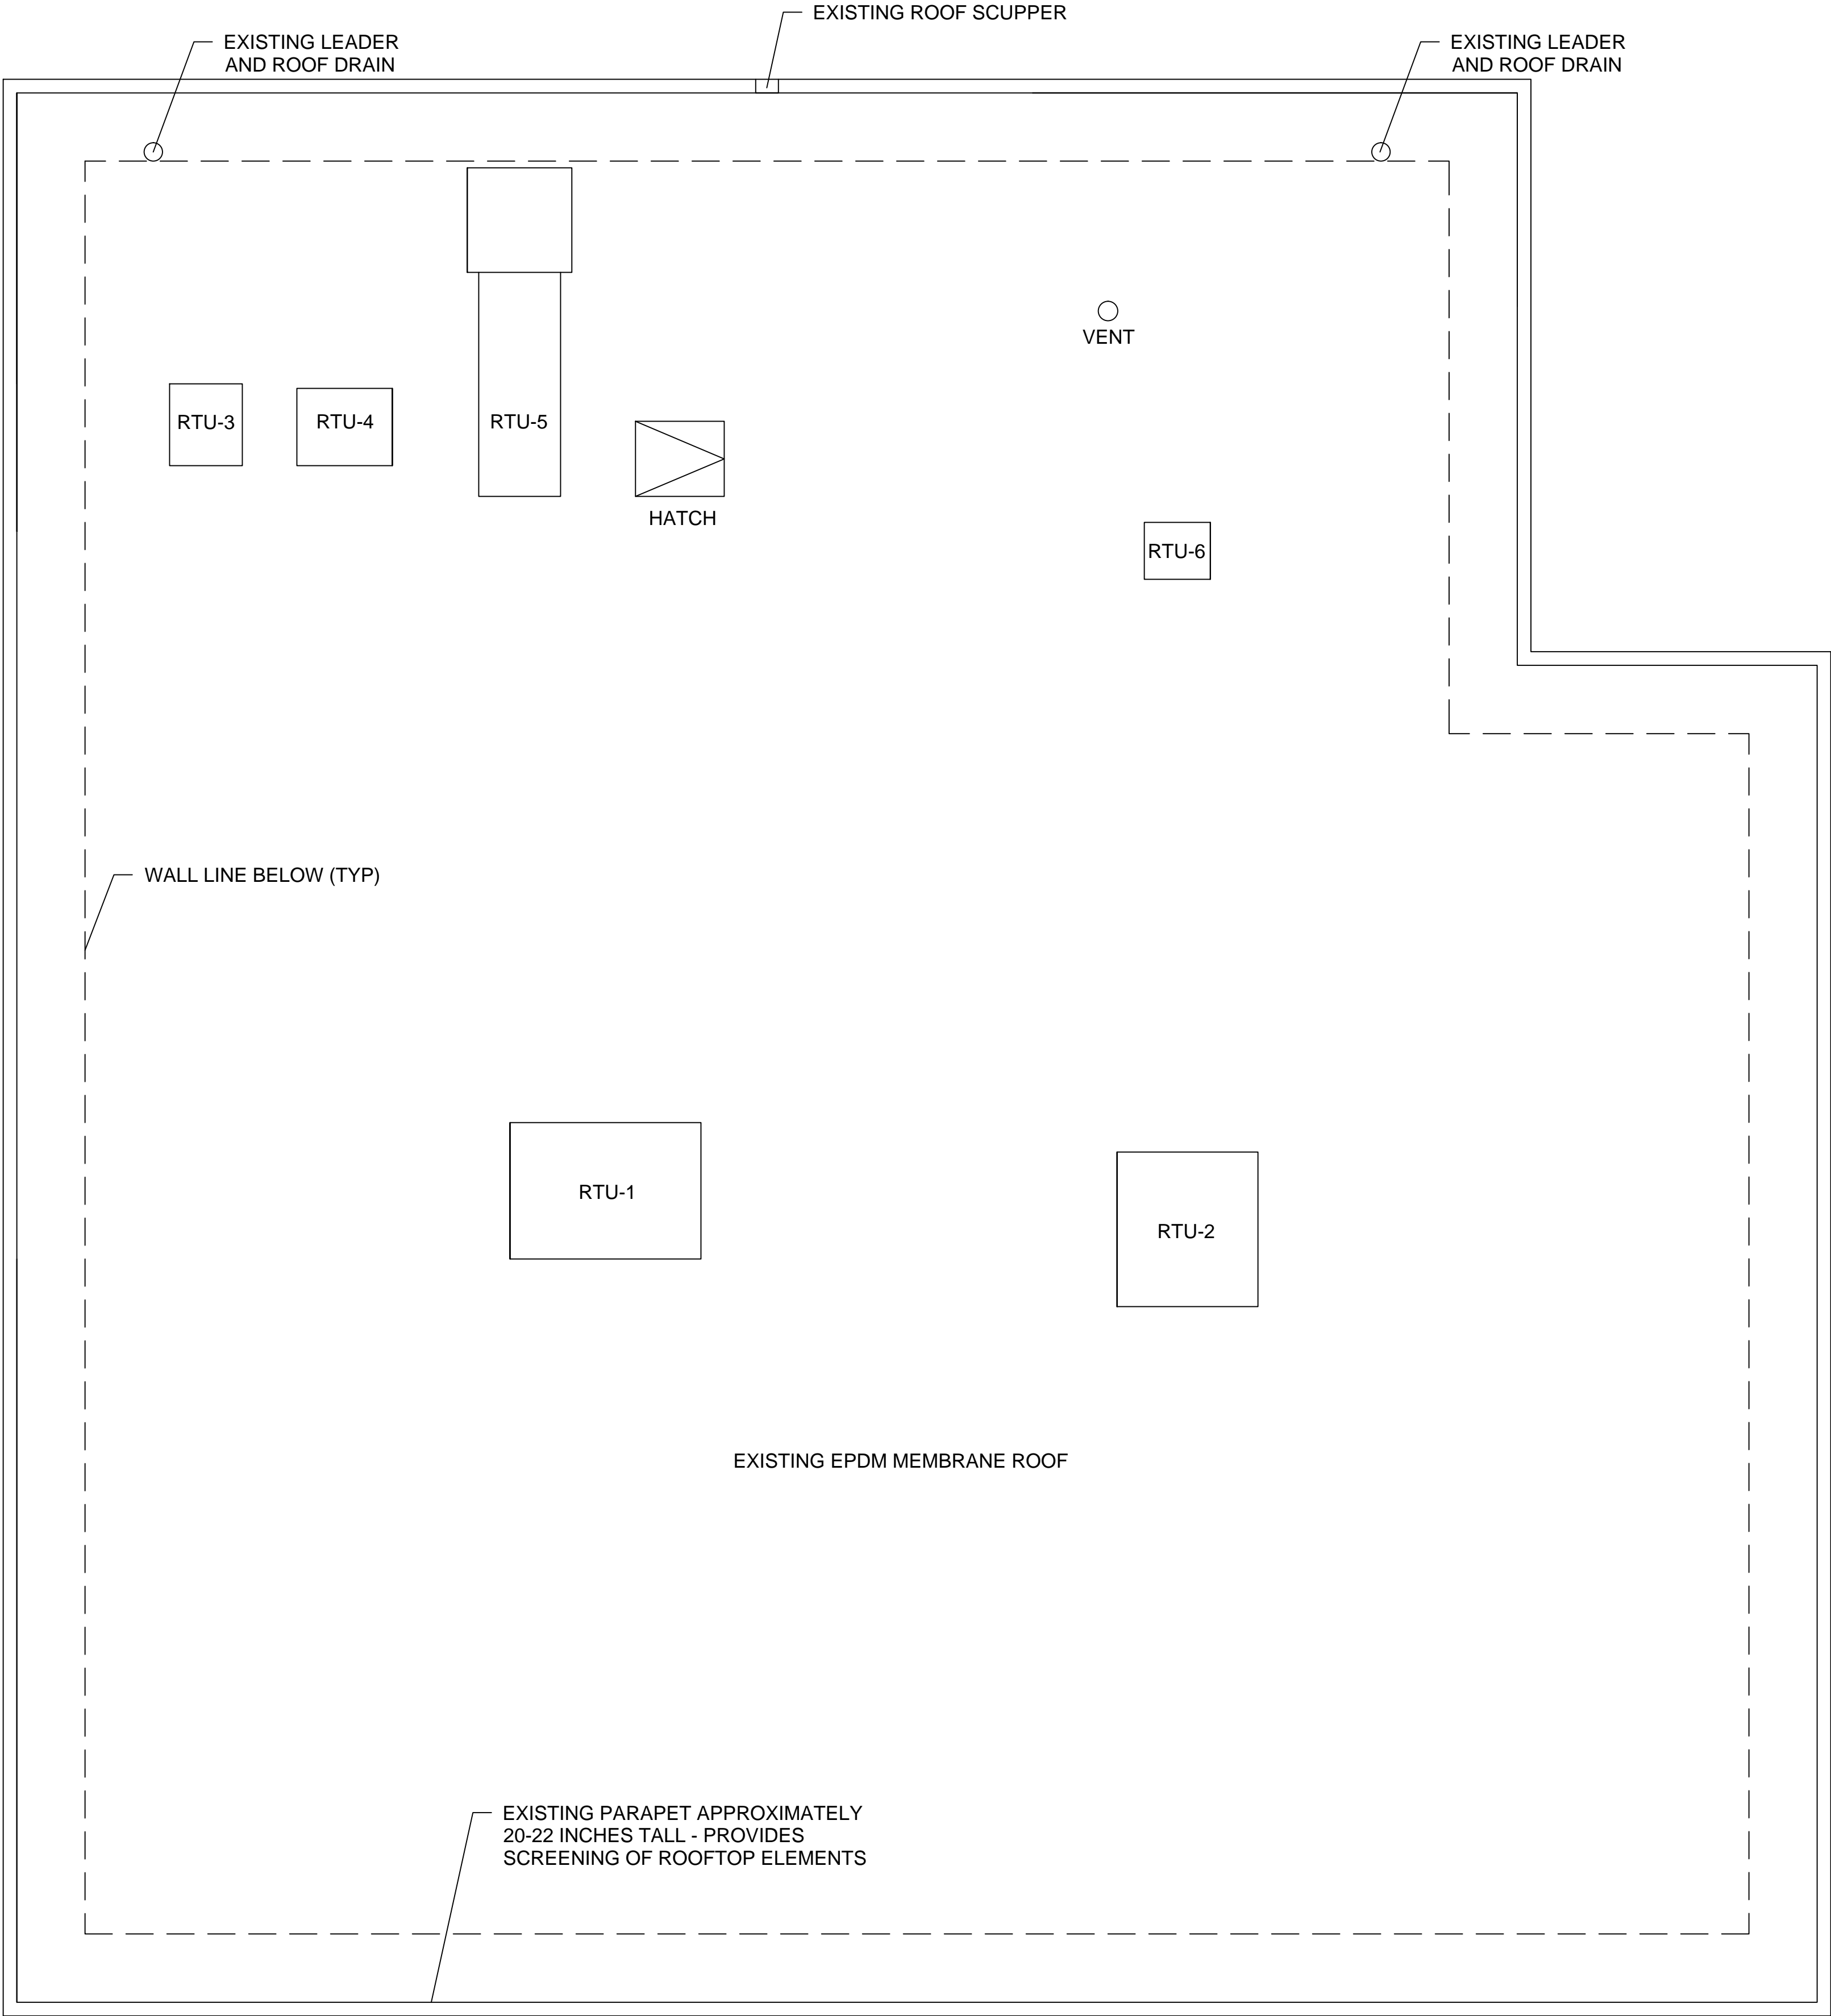 EXISTING ROOF SCUPPER
EXISTING LEADER
AND ROOF DRAIN
EXISTING LEADER
AND ROOF DRAIN
VENT
RTU-3
RTU-4
RTU-5
HATCH
RTU-6
WALL LINE BELOW (TYP)
RTU-1
RTU-2
EXISTING EPDM MEMBRANE ROOF
EXISTING PARAPET APPROXIMATELY
20-22 INCHES TALL - PROVIDES
SCREENING OF ROOFTOP ELEMENTS